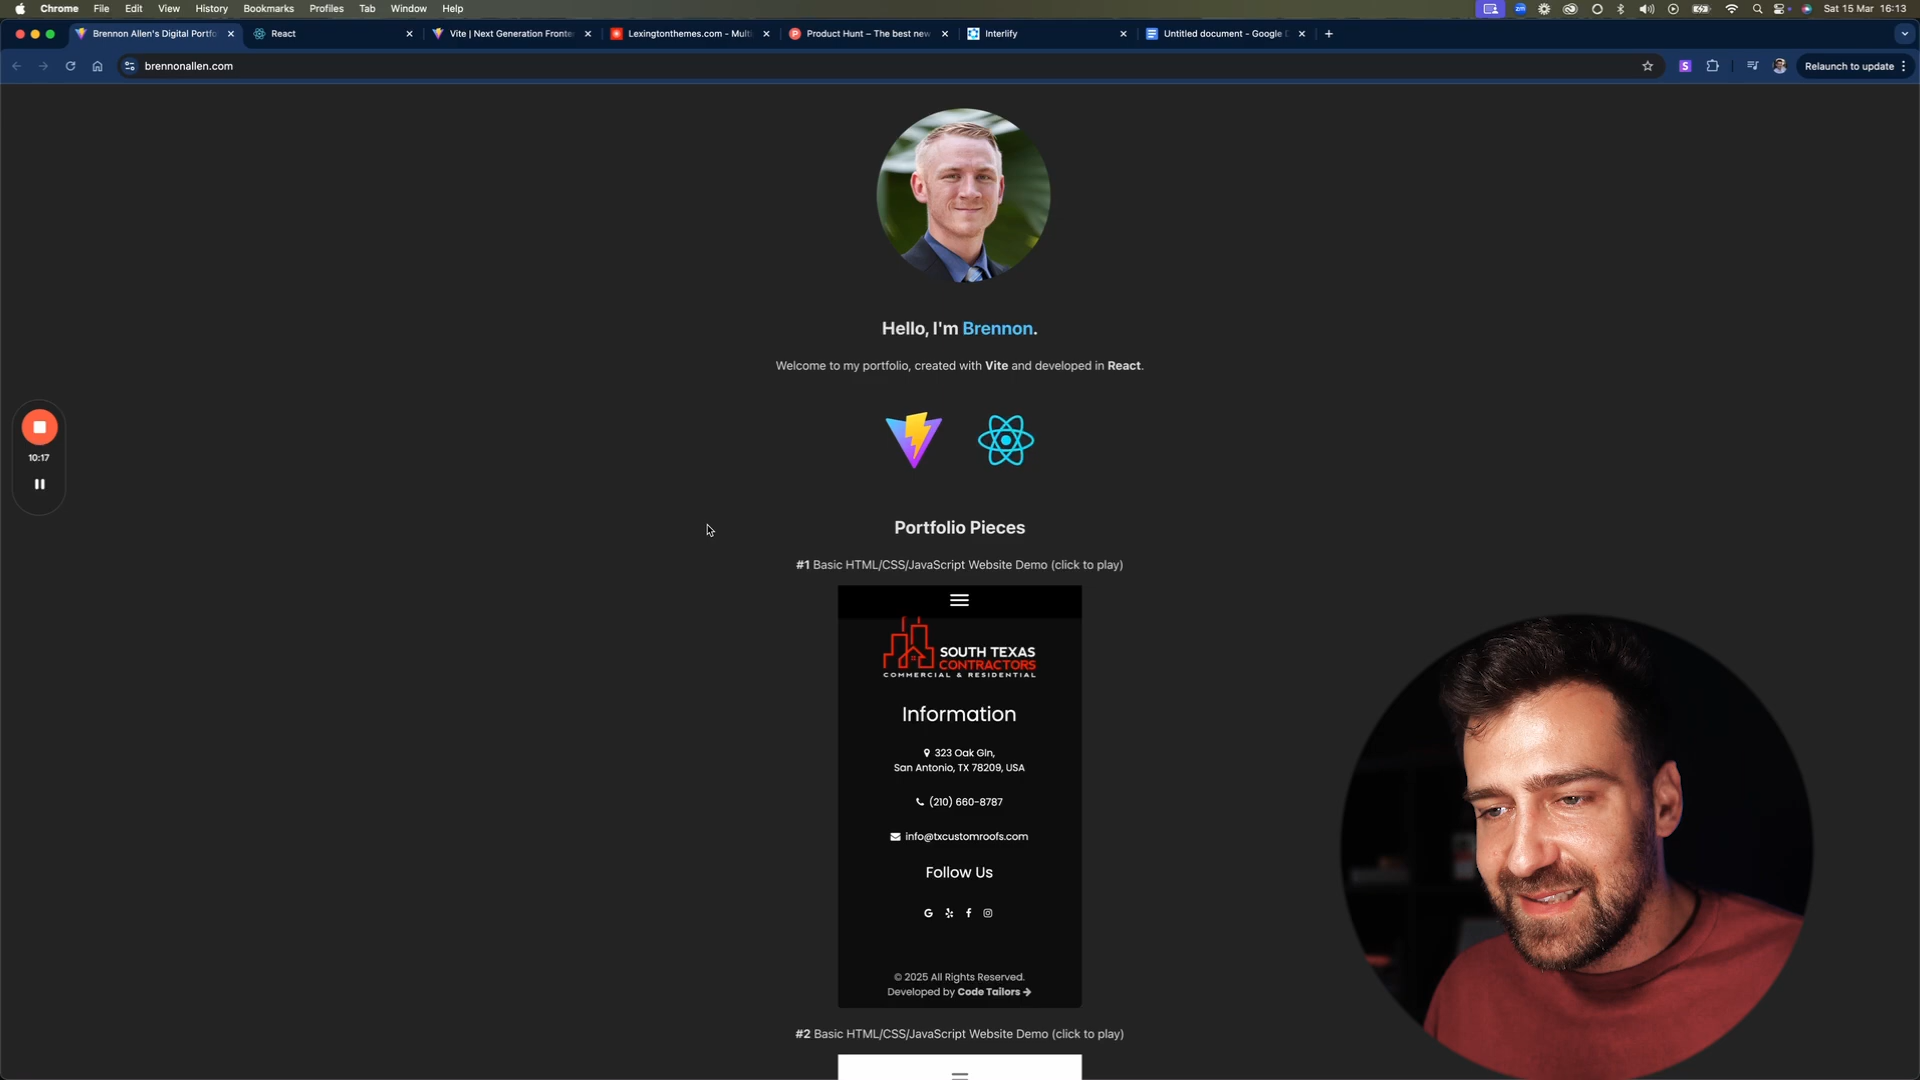 Chrome File Edit View History Bookmarks Profiles Tab Window Help
zm
Sat 15 Mar 16:13
Brennon Allen's Digital Portfo
React
Vite | Next Generation Fronte
Lexingtonthemes.com - Mult
Product Hunt – The best new
Interlify
Untitled document - Google D
brennonallen.com
S
Relaunch to update
Hello, I'm Brennon.
Welcome to my portfolio, created with Vite and developed in React.
10:17
Portfolio Pieces
#1 Basic HTML/CSS/JavaScript Website Demo (click to play)
SOUTH TEXAS
CONTRACTORS
COMMERCIAL & RESIDENTIAL
Information
323 Oak Gln,
San Antonio, TX 78209, USA
(210) 660-8787
info@txcustomroofs.com
Follow Us
© 2025 All Rights Reserved.
Developed by Code Tailors →
#2 Basic HTML/CSS/JavaScript Website Demo (click to play)